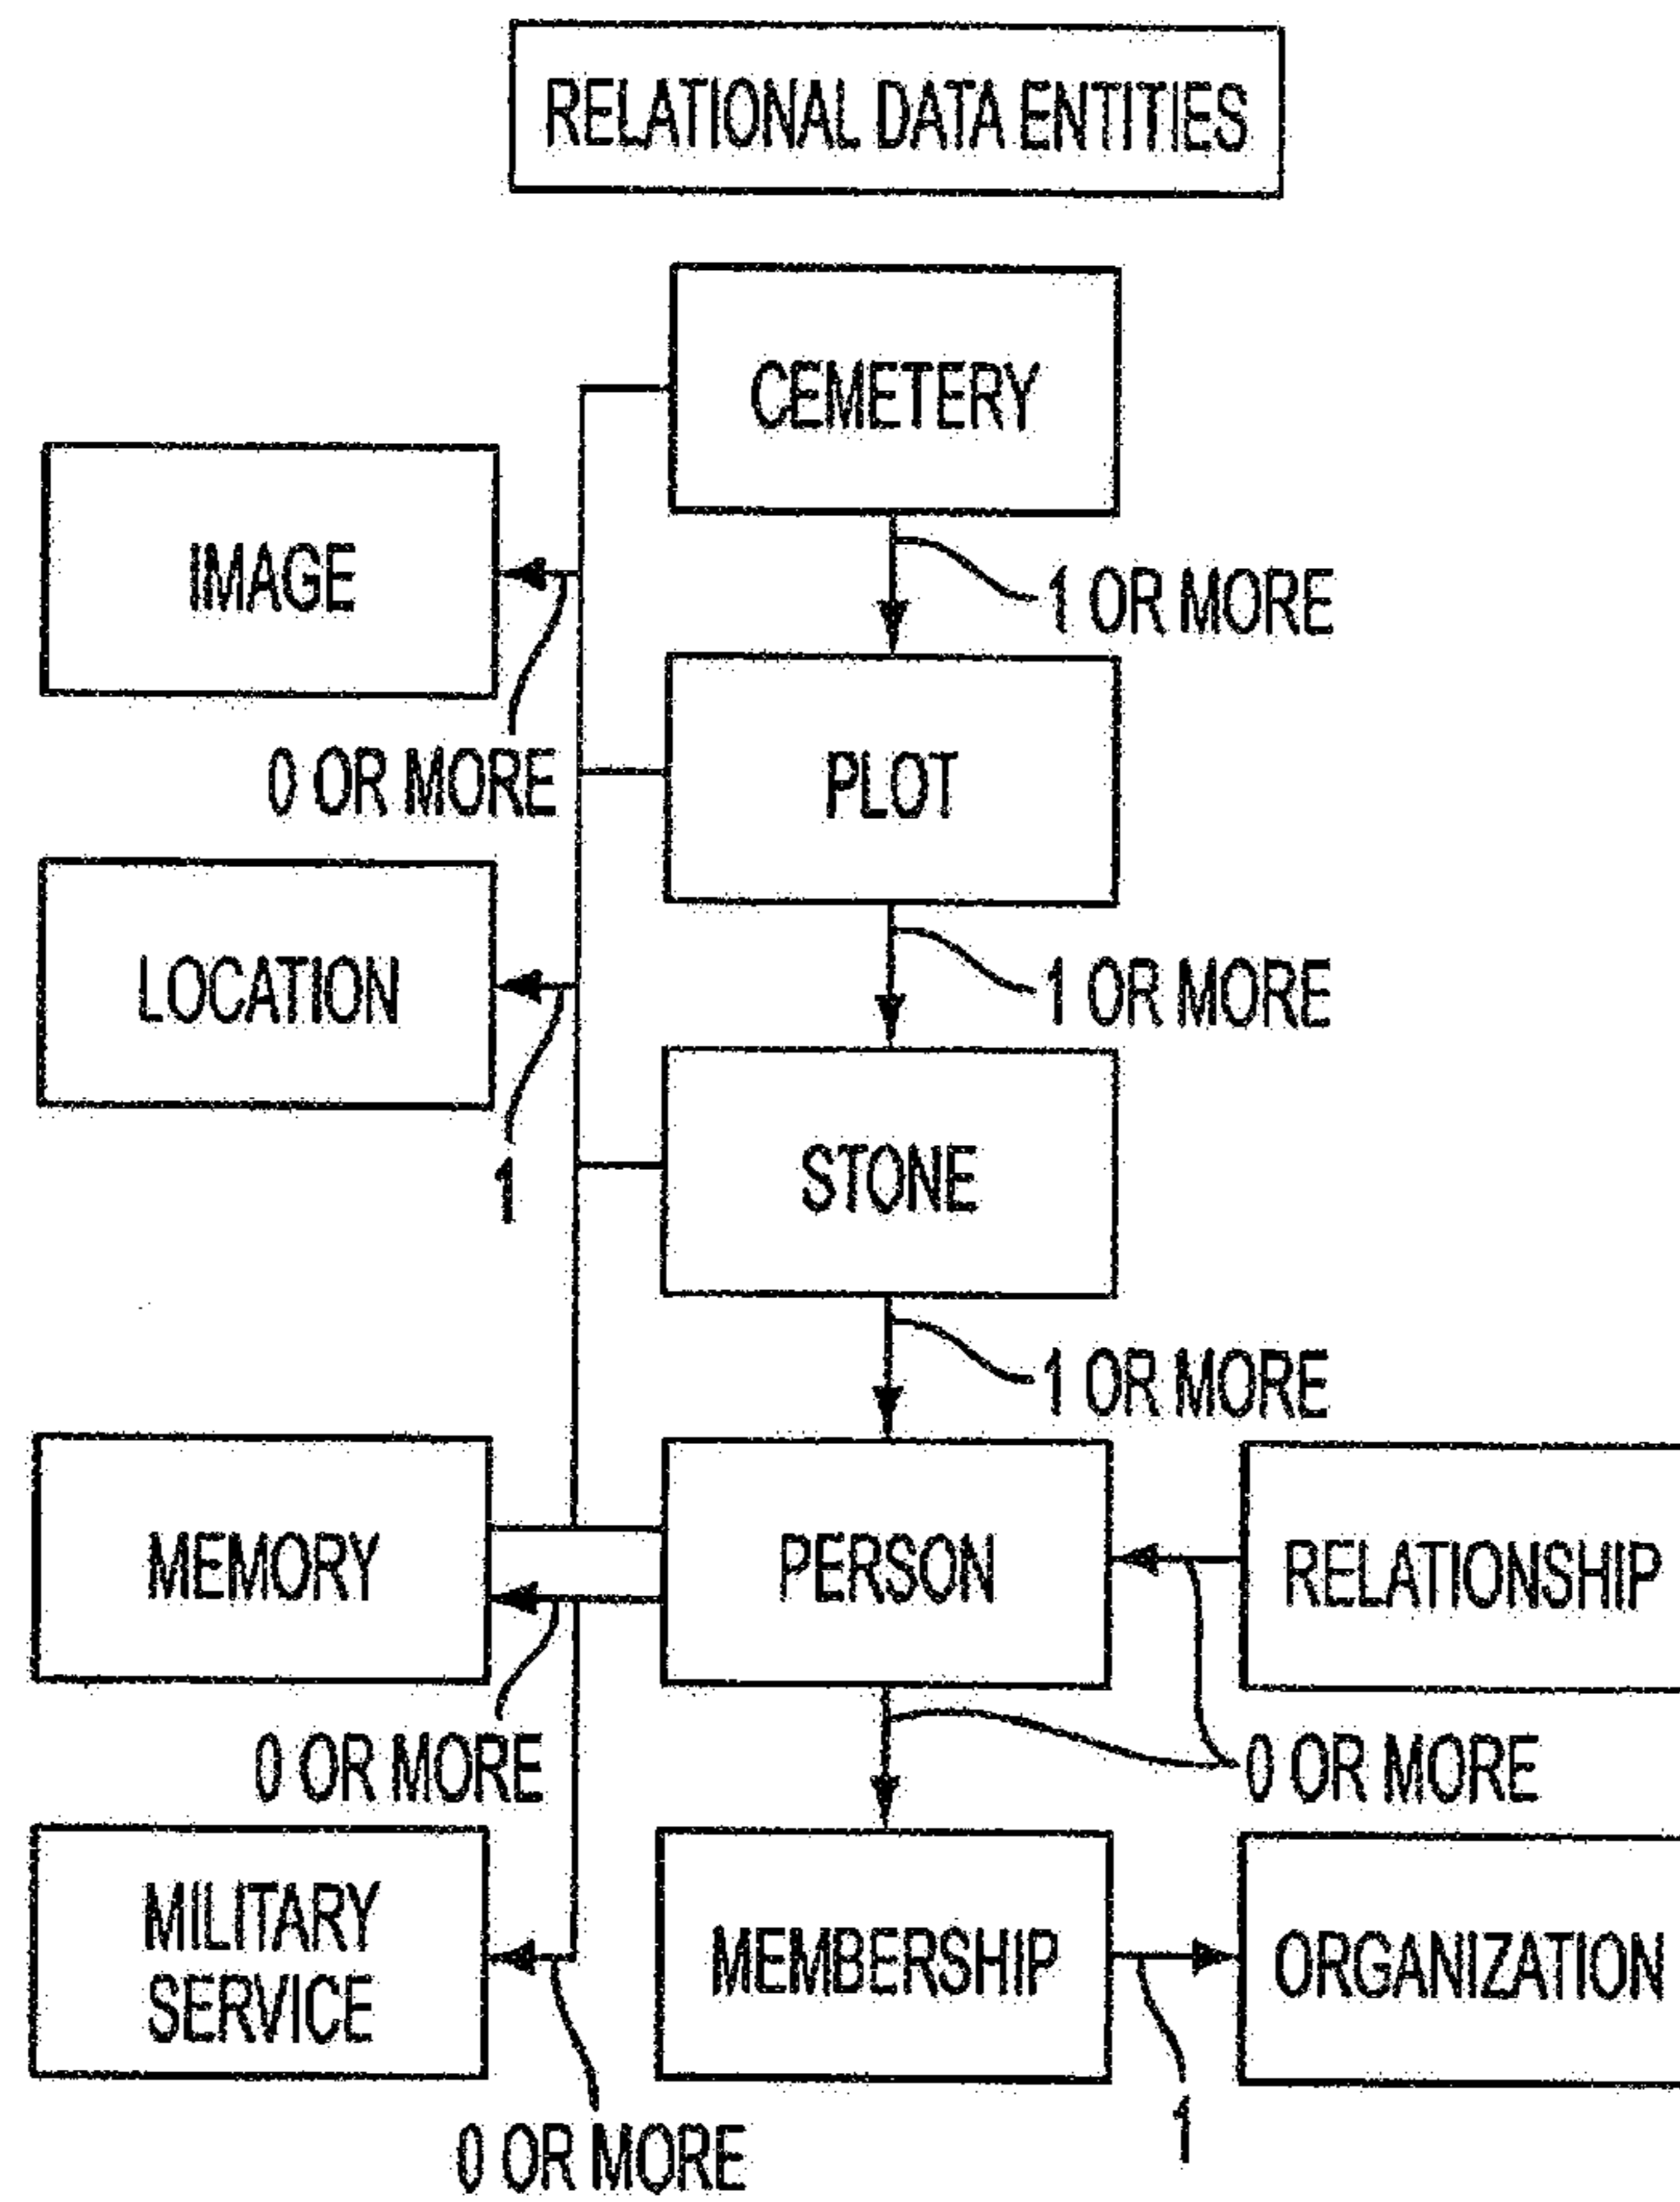 RELATIONAL DATA ENTITIES
CEMETERY
IMAGE
1 OR MORE
0 OR MORE
PLOT
LOCATION
1 OR MORE
1
STONE
1 OR MORE
MEMORY
PERSON
RELATIONSHIP
0 OR MORE
0 OR MORE
MILITARY
SERVICE
MEMBERSHIP
ORGANIZATION
0 OR MORE
1